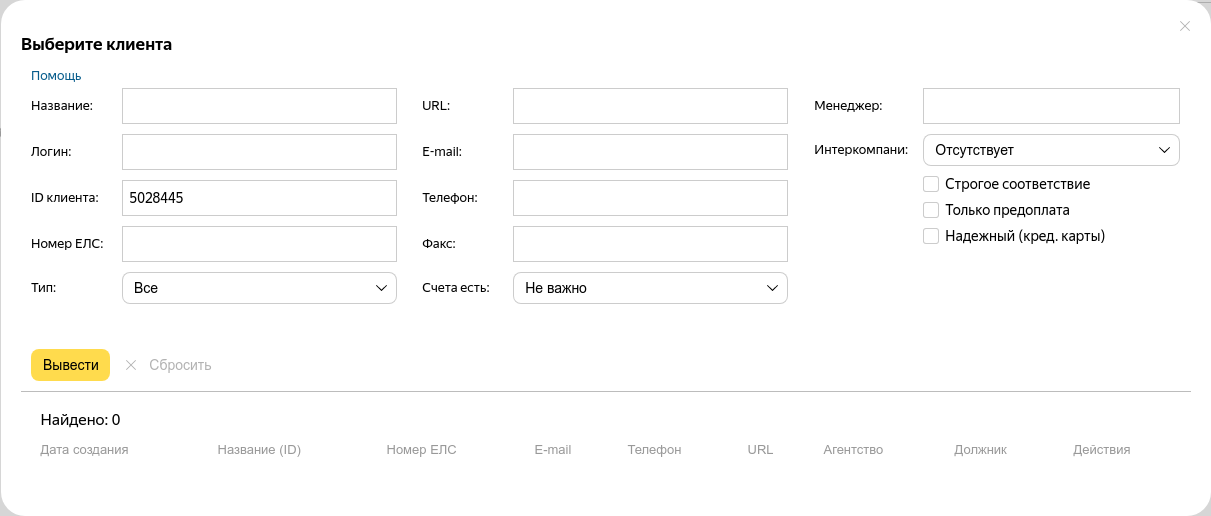 Выберите клиента
Помощь
Название: URL: Менеджер:
Логин: E-mail: Интеркомпани: Отсутствует
ID клиента: 5028445 Телефон: Строгое соответствие
Только предоплата
Номер ЕЛС: Факс: Надежный (кред. карты)
Тип: Все Счета есть: Не важно
Вывести Сбросить
Найдено: 0
Дата создания Название (ID) Номер ЕЛС E-mail Телефон URL Агентство Должник Действия